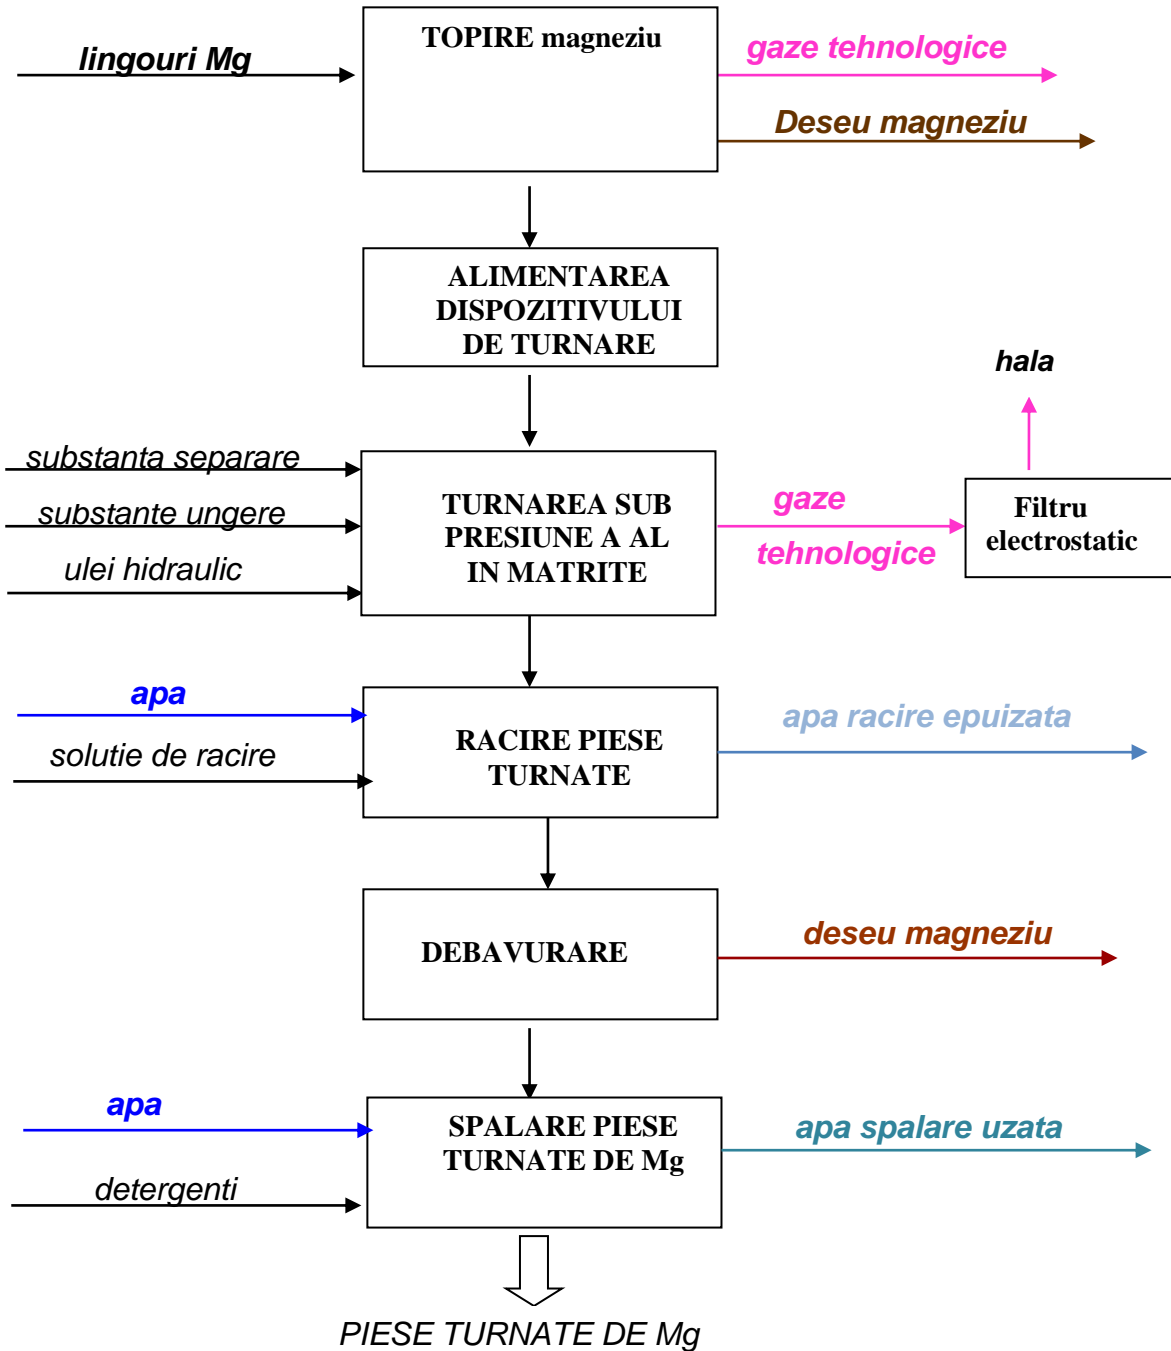 TOPIRE magneziu
lingouri Mg
gaze tehnologice
Deseu magneziu
ALIMENTAREA
DISPOZITIVULUI
DE TURNARE
hala
substanta separare
substante ungere
ulei hidraulic
TURNAREA SUB
PRESIUNE A AL
IN MATRITE
gaze
tehnologice
Filtru
electrostatic
apa
solutie de racire
RACIRE PIESE
TURNATE
apa racire epuizata
DEBAVURARE
deseu magneziu
apa
detergenti
SPALARE PIESE
TURNATE DE Mg
apa spalare uzata
PIESE TURNATE DE Mg